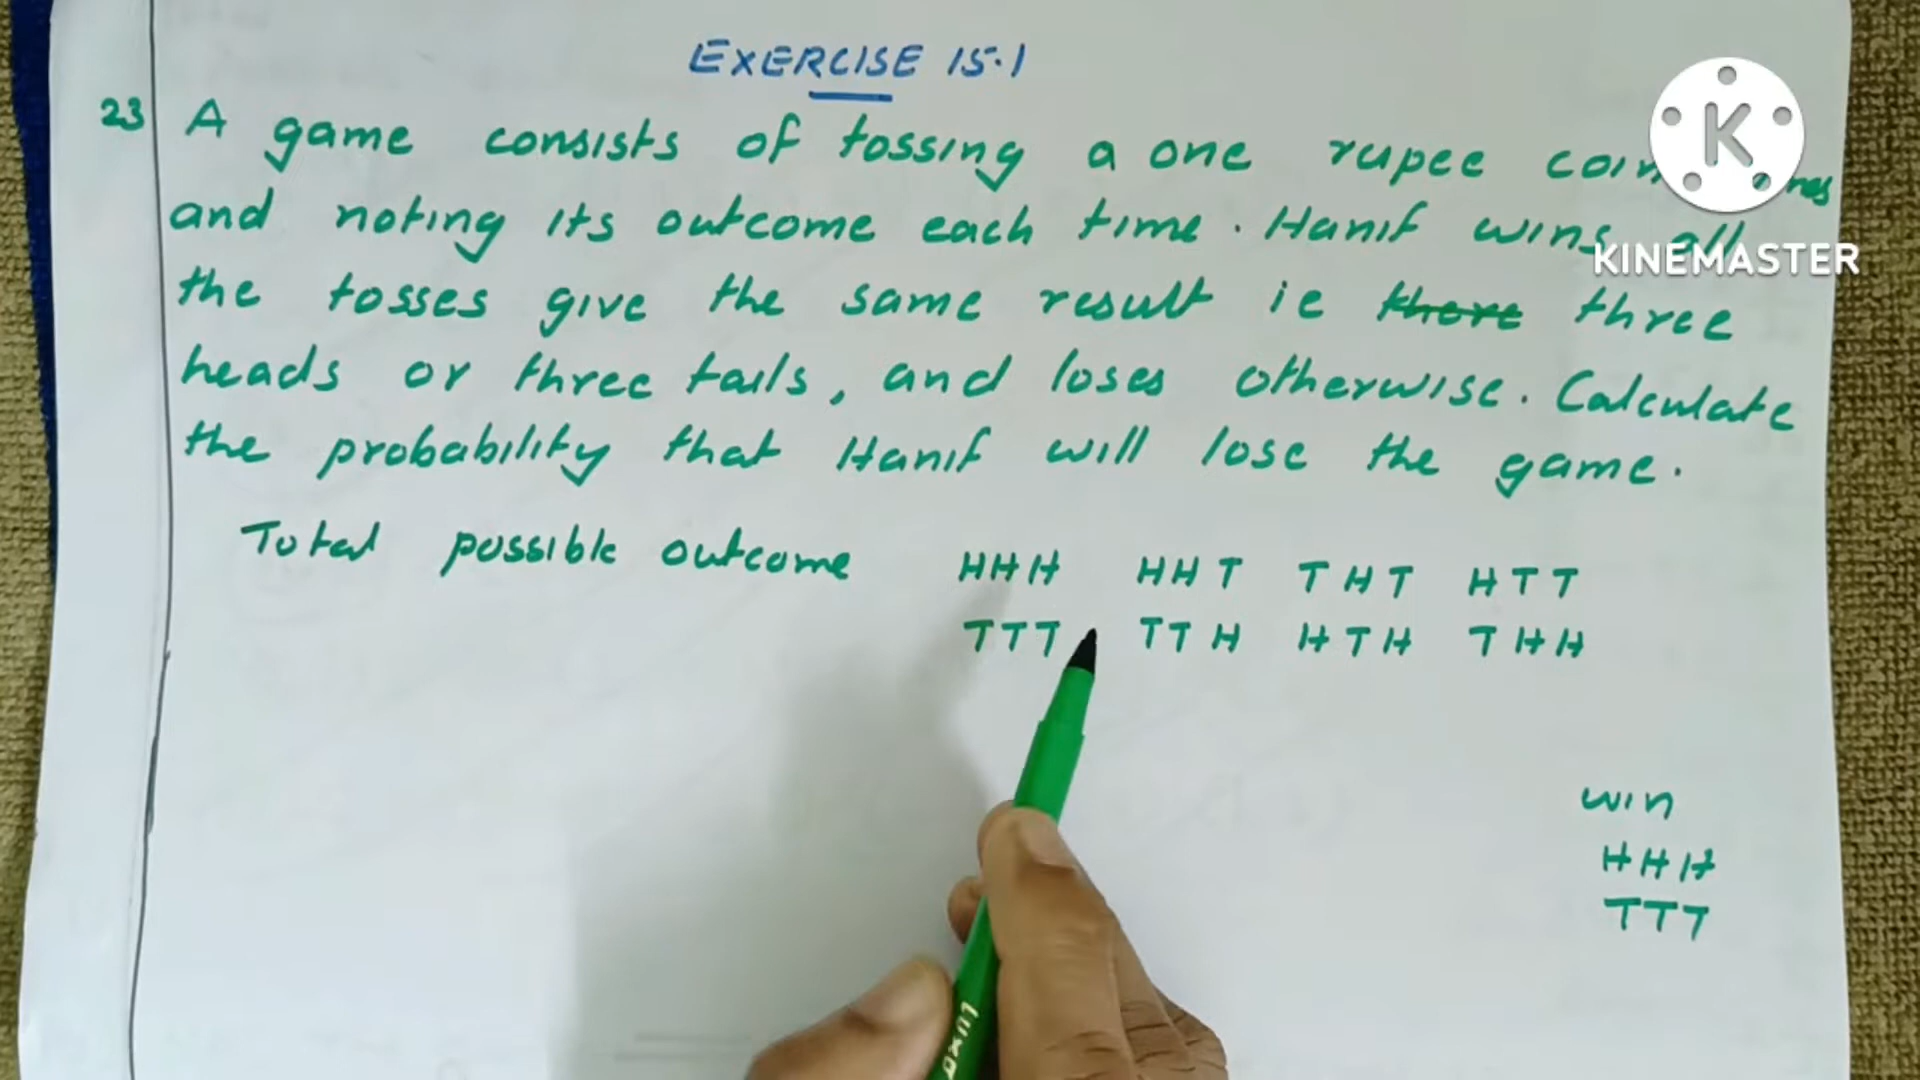 EXERCISE 15.1
23 A game consists of tossing a one rupee coin
and noting its outcome each time. Hanif wins all
the tosses give the same result ie there three
heads or three tails, and loses otherwise. Calculate
the probability that Hanif will lose the game.
Total possible outcome HHH HHT THT HTT
TTT TTH HTH THH
win
HHH
TTT
K
KINEMASTER